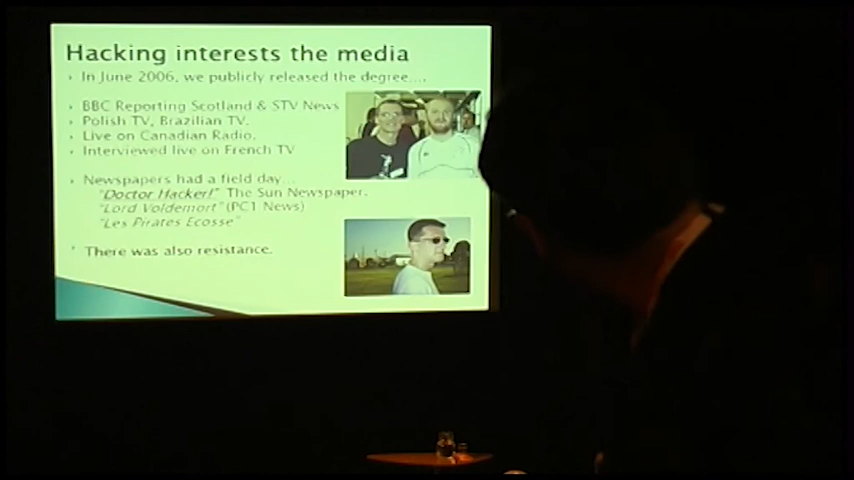 Hacking interests the media
In June 2006, we publicly released the degree....
BBC Reporting Scotland & STV News
Polish TV, Brazilian TV.
Live on Canadian Radio.
Interviewed live on French TV
Newspapers had a field day...
"Doctor Hacker!" The Sun Newspaper.
"Lord Voldemort" (PC1 News)
"Les Pirates Ecosse"
There was also resistance.